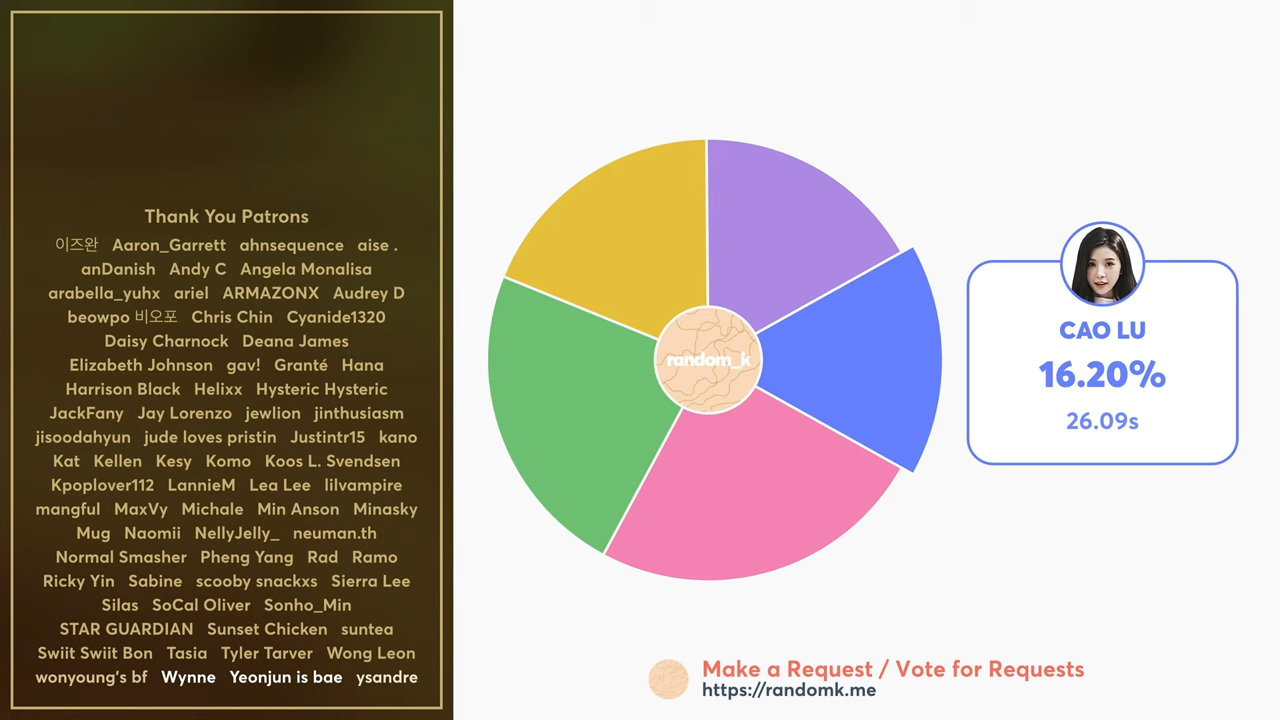 Thank You Patrons
이즈완 Aaron_Garrett ahnsequence aise .
anDanish Andy C Angela Monalisa
arabella_yuhx ariel ARMAZONX Audrey D
beowpo 비오포 Chris Chin Cyanide1320
Daisy Charnock Deana James
Elizabeth Johnson gav! Granté Hana
Harrison Black Helixx Hysteric Hysteric
JackFany Jay Lorenzo jewlion jinthusiasm
jisoodahyun jude loves pristin Justintr15 kano
Kat Kellen Kesy Komo Koos L. Svendsen
Kpoplover112 LannieM Lea Lee lilvampire
mangful MaxVy Michale Min Anson Minasky
Mug Naomii NellyJelly_ neuman.th
Normal Smasher Pheng Yang Rad Ramo
Ricky Yin Sabine scooby snackxs Sierra Lee
Silas SoCal Oliver Sonho_Min
STAR GUARDIAN Sunset Chicken suntea
Swiit Swiit Bon Tasia Tyler Tarver Wong Leon
wonyoung's bf Wynne Yeonjun is bae ysandre
random_k
CAO LU
16.20%
26.09s
Make a Request / Vote for Requests
https://randomk.me